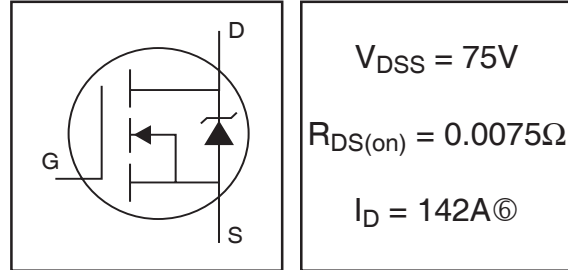 D
G
S
V_DSS = 75V
R_DS(on) = 0.0075Ω
I_D = 142A⑥